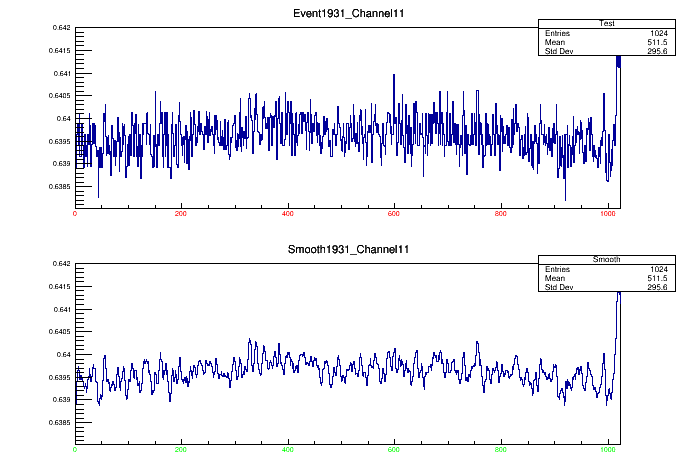 Event1931_Channel11
Test
Entries 1024
Mean 511.5
Std Dev 295.6
0.642
0.6415
0.641
0.6405
0.64
0.6395
0.639
0.6385
0 200 400 600 800 1000
Smooth1931_Channel11
Smooth
Entries 1024
Mean 511.5
Std Dev 295.6
0.642
0.6415
0.641
0.6405
0.64
0.6395
0.639
0.6385
0 200 400 600 800 1000